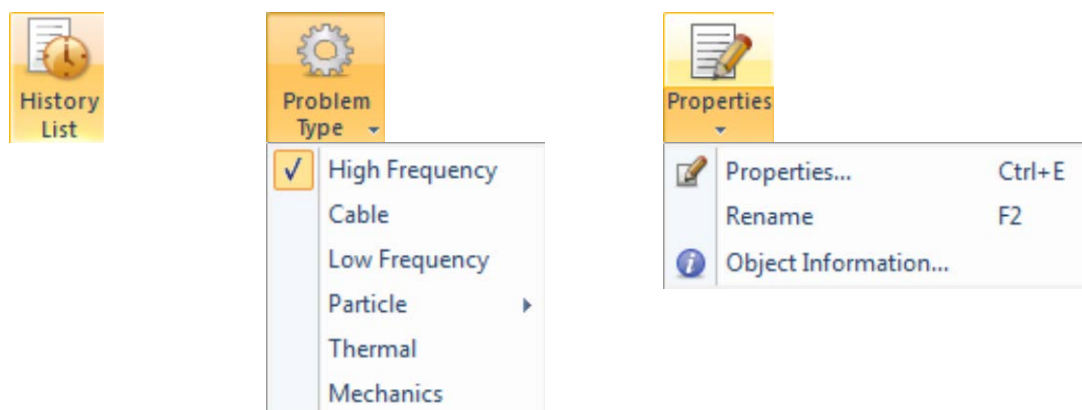 History
List
Problem
Type
High Frequency
Cable
Low Frequency
Particle
Thermal
Mechanics
Properties
Properties... Ctrl+E
Rename F2
Object Information...